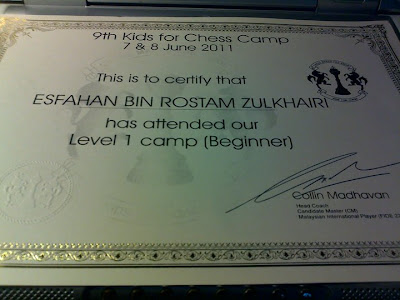 9th Kids for Chess Camp
7 & 8 June 2011
This is to certify that
ESFAHAN BIN ROSTAM ZULKHAIRI
has attended our
Level 1 camp (Beginner)
Collin Madhavan
Head Coach
Candidate Master (CM)
Malaysian International Player